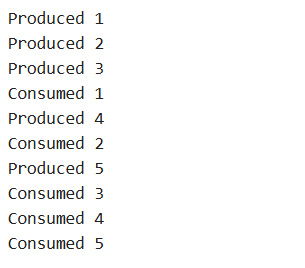 Produced 1
Produced 2
Produced 3
Consumed 1
Produced 4
Consumed 2
Produced 5
Consumed 3
Consumed 4
Consumed 5